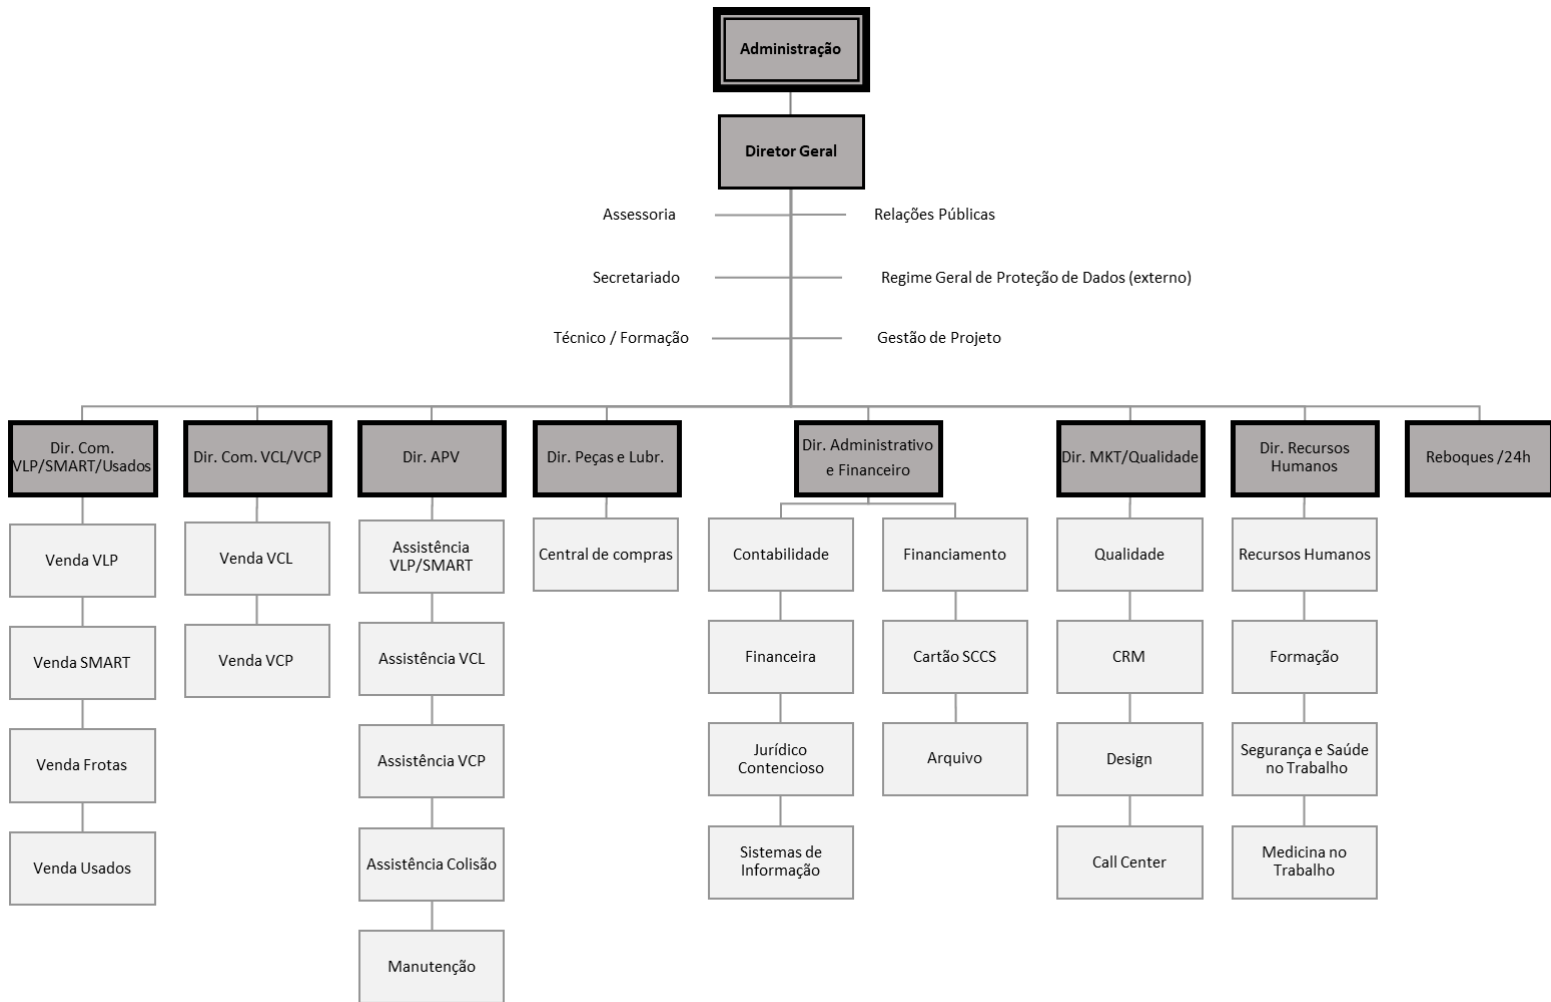 Administração
Diretor Geral
Assessoria
Relações Públicas
Secretariado
Regime Geral de Proteção de Dados (externo)
Técnico / Formação
Gestão de Projeto
Dir. Com.
VLP/SMART/Usados
Dir. Com. VCL/VCP
Dir. APV
Dir. Peças e Lubr.
Dir. Administrativo
e Financeiro
Dir. MKT/Qualidade
Dir. Recursos
Humanos
Reboques /24h
Venda VLP
Venda SMART
Venda Frotas
Venda Usados
Venda VCL
Venda VCP
Assistência
VLP/SMART
Assistência VCL
Assistência VCP
Assistência Colisão
Manutenção
Central de compras
Contabilidade
Financeira
Jurídico
Contencioso
Sistemas de
Informação
Financiamento
Cartão SCCS
Arquivo
Qualidade
CRM
Design
Call Center
Recursos Humanos
Formação
Segurança e Saúde
no Trabalho
Medicina no
Trabalho